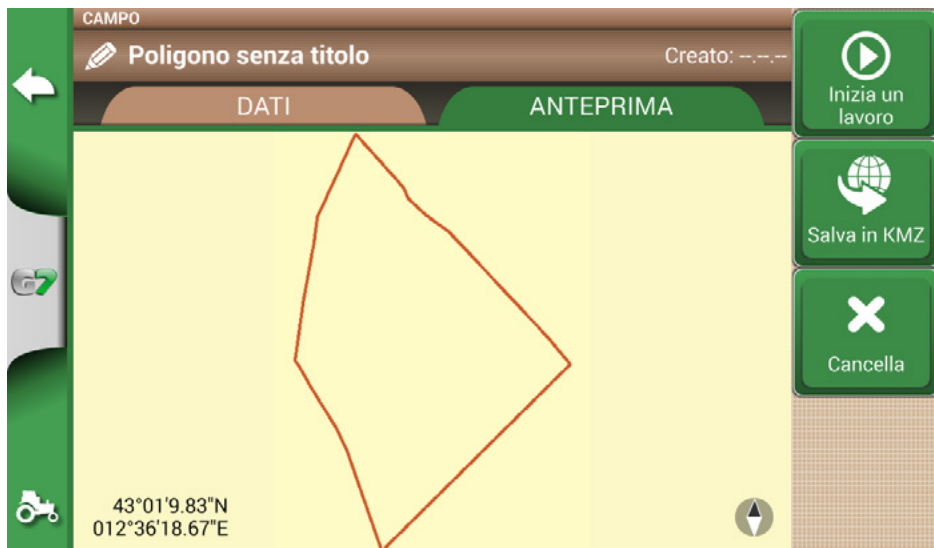 CAMPO
Poligono senza titolo
Creato: --.--.--
DATI
ANTEPRIMA
Inizia un
lavoro
Salva in KMZ
Cancella
G7
43°01'9.83"N
012°36'18.67"E